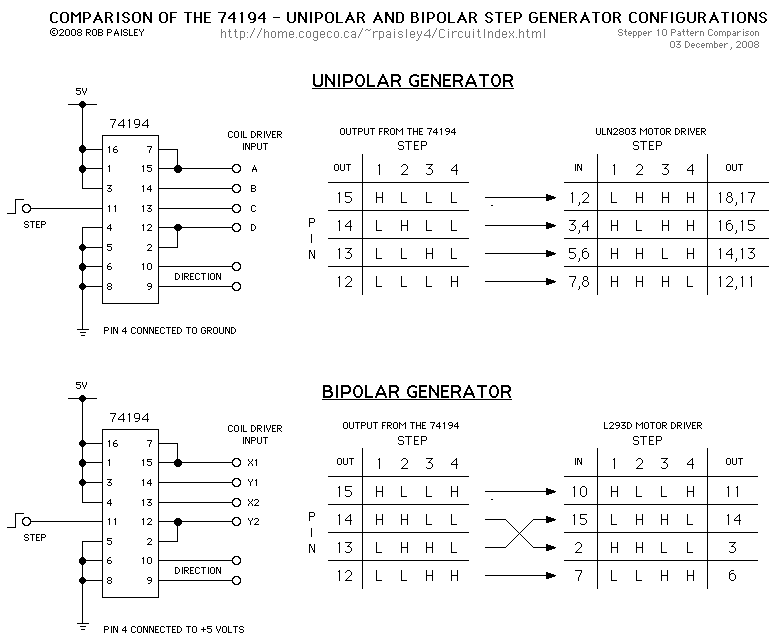 COMPARISON OF THE 74194 - UNIPOLAR AND BIPOLAR STEP GENERATOR CONFIGURATIONS
©2008 ROB PAISLEY
http://home.cogeco.ca/~rpaisley4/CircuitIndex.html
Stepper 10 Pattern Comparison
03 December, 2008
UNIPOLAR GENERATOR
5V
74194
COIL DRIVER
INPUT
16 7
1 15 A
3 14 B
STEP 11 13 C
4 12 D
5 2
6 10
DIRECTION
8 9
PIN 4 CONNECTED TO GROUND
OUTPUT FROM THE 74194
STEP
OUT 1 2 3 4
15 H L L L
14 L H L L
13 L L H L
12 L L L H
PIN
ULN2803 MOTOR DRIVER
STEP
IN 1 2 3 4 OUT
1,2 L H H H 18,17
3,4 H L H H 16,15
5,6 H H L H 14,13
7,8 H H H L 12,11
BIPOLAR GENERATOR
5V
74194
COIL DRIVER
INPUT
16 7
1 15 X1
3 14 Y1
4 13 X2
STEP 11 12 Y2
5 2
6 10
DIRECTION
8 9
PIN 4 CONNECTED TO +5 VOLTS
OUTPUT FROM THE 74194
STEP
OUT 1 2 3 4
15 H L L H
14 H H L L
13 L H H L
12 L L H H
PIN
L293D MOTOR DRIVER
STEP
IN 1 2 3 4 OUT
10 H L L H 11
15 L H H L 14
2 H H L L 3
7 L L H H 6